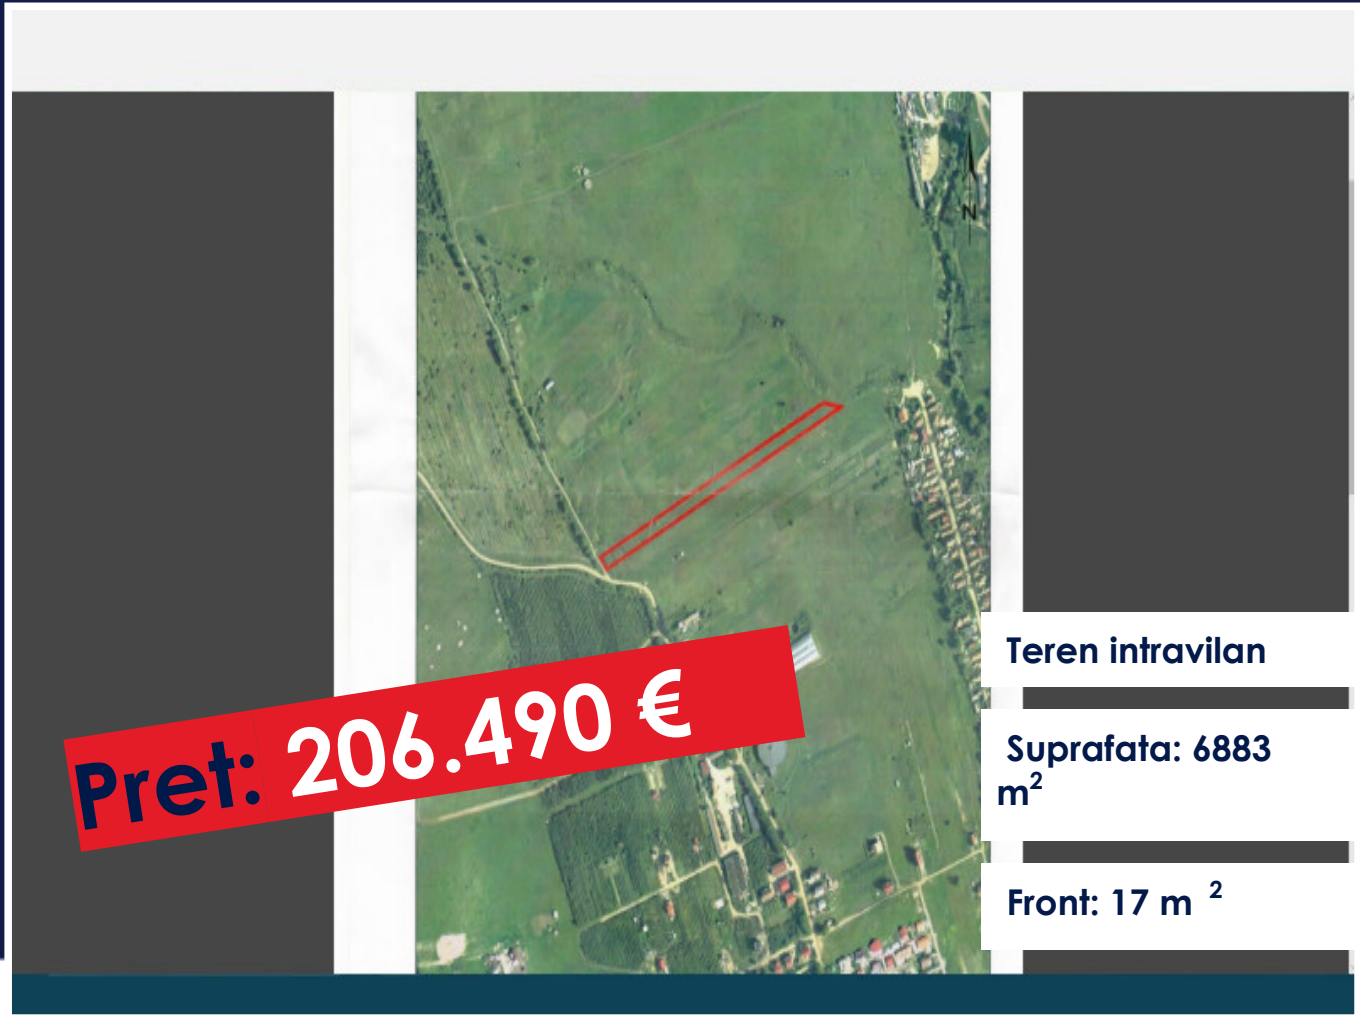 N
Pret: 206.490 €
Teren intravilan
Suprafata: 6883
m²
Front: 17 m ²